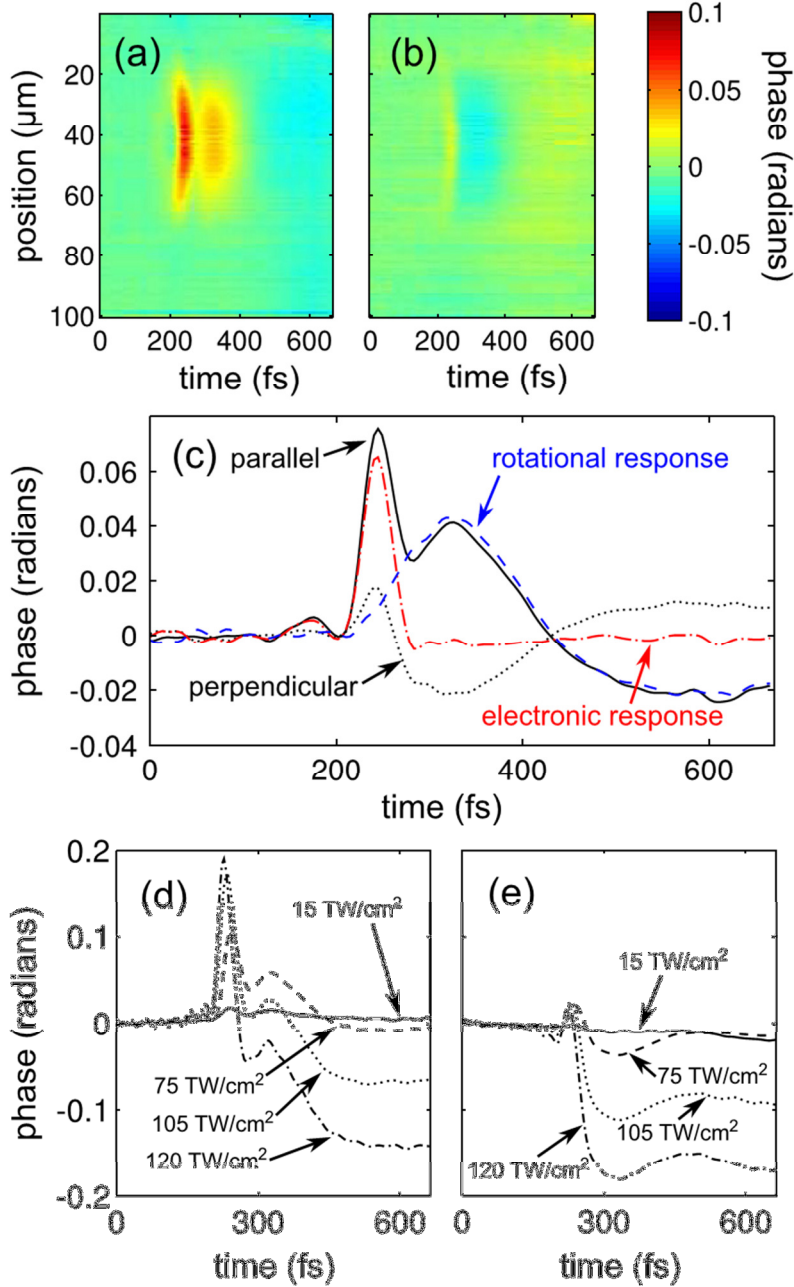 (a)
(b)
0
20
40
60
80
100
position (μm)
0 200 400 600
time (fs)
0 200 400 600
time (fs)
0.1
0.05
0
-0.05
-0.1
phase (radians)
(c)
parallel
rotational response
perpendicular
electronic response
0.06
0.04
0.02
0
-0.02
-0.04
phase (radians)
0 200 400 600
time (fs)
(d)
15 TW/cm²
75 TW/cm²
105 TW/cm²
120 TW/cm²
0.2
0.1
0
-0.1
-0.2
phase (radians)
0 300 600
time (fs)
(e)
15 TW/cm²
75 TW/cm²
105 TW/cm²
120 TW/cm²
0 300 600
time (fs)